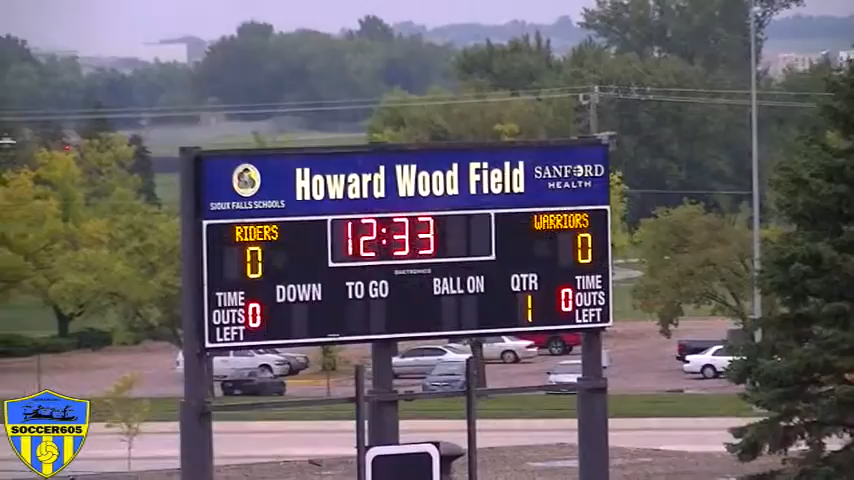 Howard Wood Field
SIOUX FALLS SCHOOLS
SANFORD
HEALTH
RIDERS
0
12:33
WARRIORS
0
DAKTRONICS
DOWN
TO GO
BALL ON
QTR
1
TIME
OUTS
LEFT
0
0
TIME
OUTS
LEFT
SOCCER605